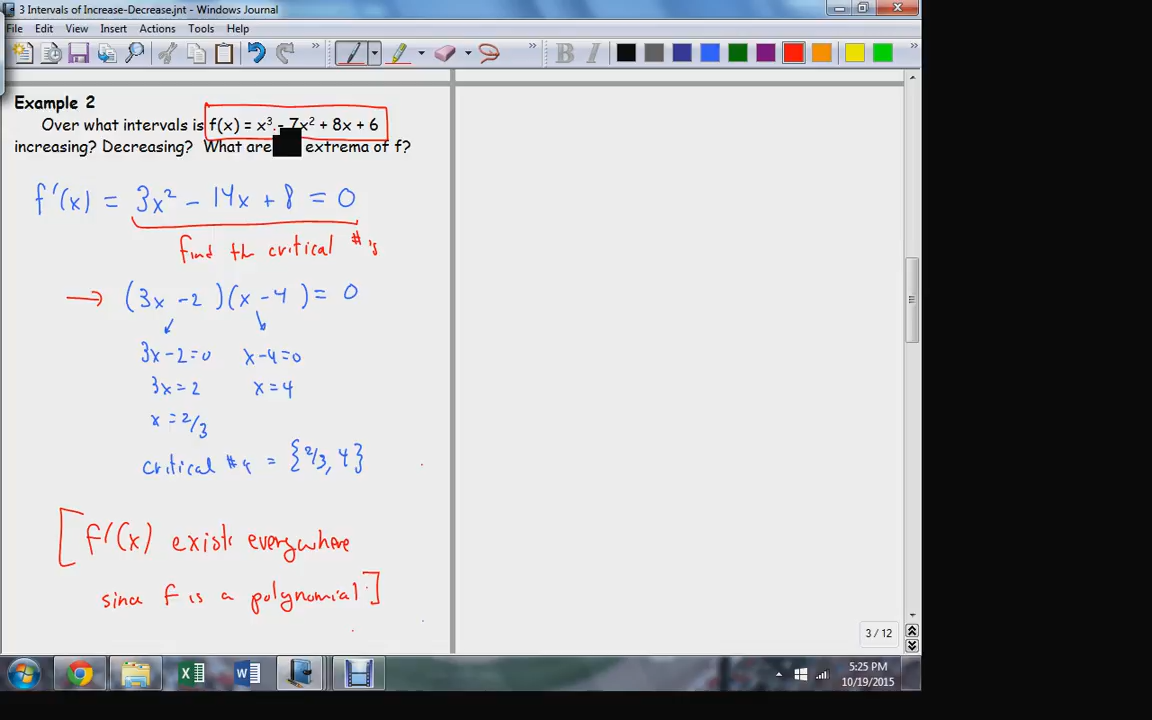 3 Intervals of Increase-Decrease.jnt - Windows Journal
File Edit View Insert Actions Tools Help
Example 2
Over what intervals is f(x) = x³ - 7x² + 8x + 6
increasing? Decreasing? What are extrema of f?
f'(x) = 3x² - 14x + 8 = 0
find the critical #'s
→ (3x - 2)(x - 4) = 0
3x - 2 = 0 x - 4 = 0
3x = 2 x = 4
x = 2/3
critical #s = {2/3, 4}
[f'(x) exists everywhere
since f is a polynomial.]
3 / 12
5:25 PM
10/19/2015